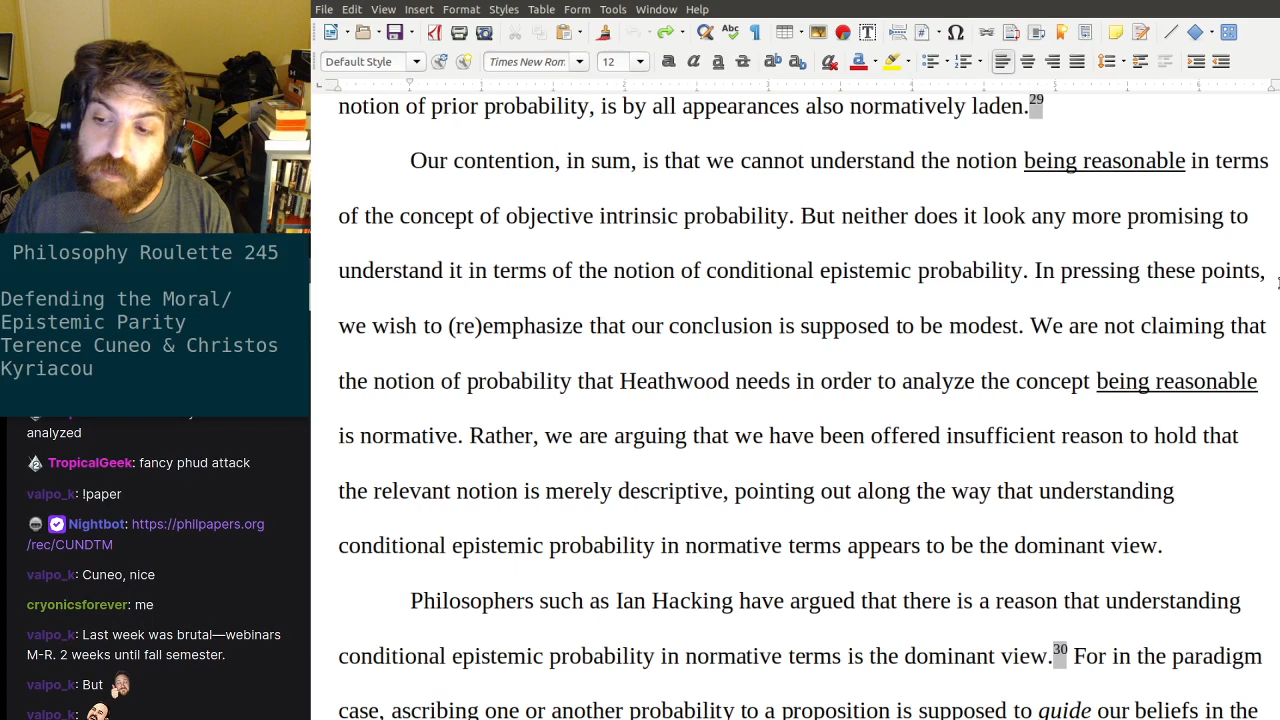 File Edit View Insert Format Styles Table Form Tools Window Help
Default Style
Times New Rom
12
notion of prior probability, is by all appearances also normatively laden.29
Our contention, in sum, is that we cannot understand the notion being reasonable in terms
of the concept of objective intrinsic probability. But neither does it look any more promising to
understand it in terms of the notion of conditional epistemic probability. In pressing these points,
we wish to (re)emphasize that our conclusion is supposed to be modest. We are not claiming that
the notion of probability that Heathwood needs in order to analyze the concept being reasonable
is normative. Rather, we are arguing that we have been offered insufficient reason to hold that
the relevant notion is merely descriptive, pointing out along the way that understanding
conditional epistemic probability in normative terms appears to be the dominant view.
Philosophers such as Ian Hacking have argued that there is a reason that understanding
conditional epistemic probability in normative terms is the dominant view.30 For in the paradigm
case, ascribing one or another probability to a proposition is supposed to guide our beliefs in the
Philosophy Roulette 245
Defending the Moral/
Epistemic Parity
Terence Cuneo & Christos
Kyriacou
analyzed
TropicalGeek: fancy phud attack
valpo_k: !paper
Nightbot: https://philpapers.org
/rec/CUNDTM
valpo_k: Cuneo, nice
cryonicsforever: me
valpo_k: Last week was brutal—webinars
M-R. 2 weeks until fall semester.
valpo_k: But
valpo_k: